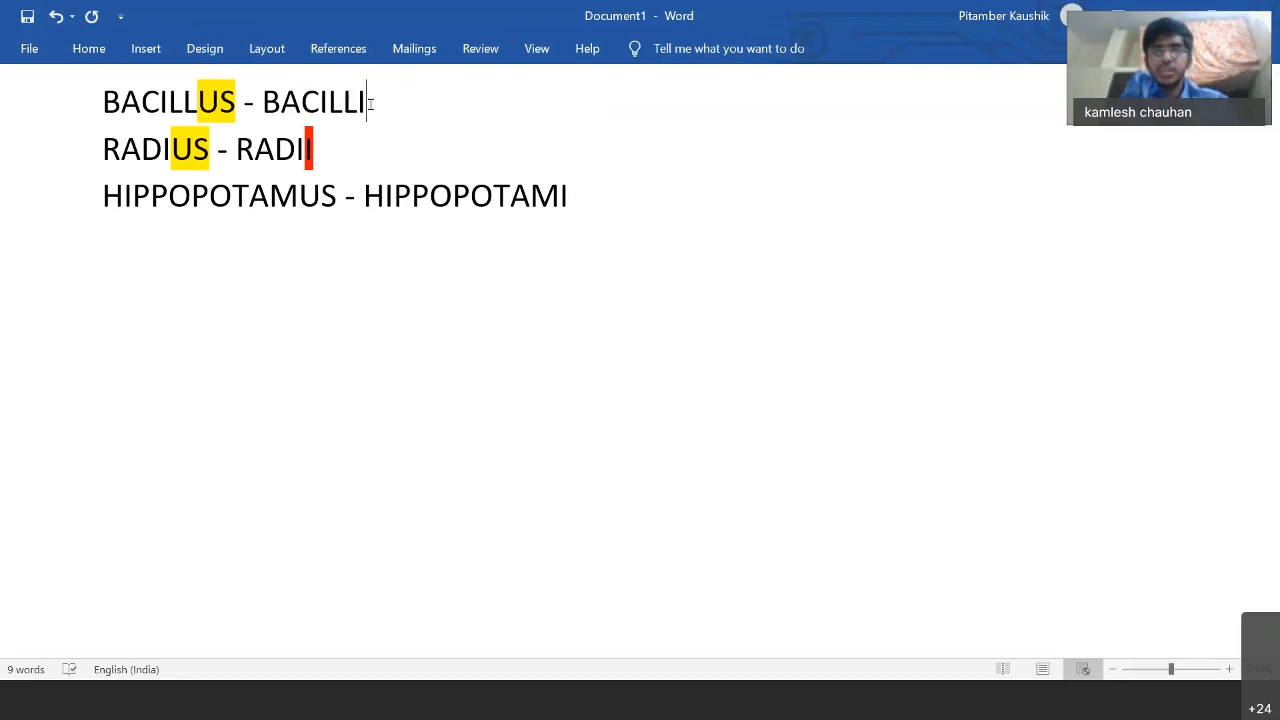 Document1 - Word
Pitamber Kaushik
File Home Insert Design Layout References Mailings Review View Help Tell me what you want to do
kamlesh chauhan
BACILLUS - BACILLI
RADIUS - RADII
HIPPOPOTAMUS - HIPPOPOTAMI
9 words English (India)
100%
+24